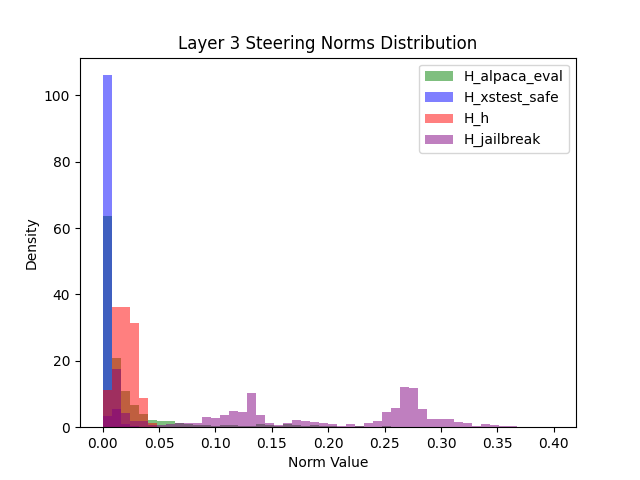 Layer 3 Steering Norms Distribution
H_alpaca_eval
H_xstest_safe
H_h
H_jailbreak
Density
100
80
60
40
20
0
0.00 0.05 0.10 0.15 0.20 0.25 0.30 0.35 0.40
Norm Value